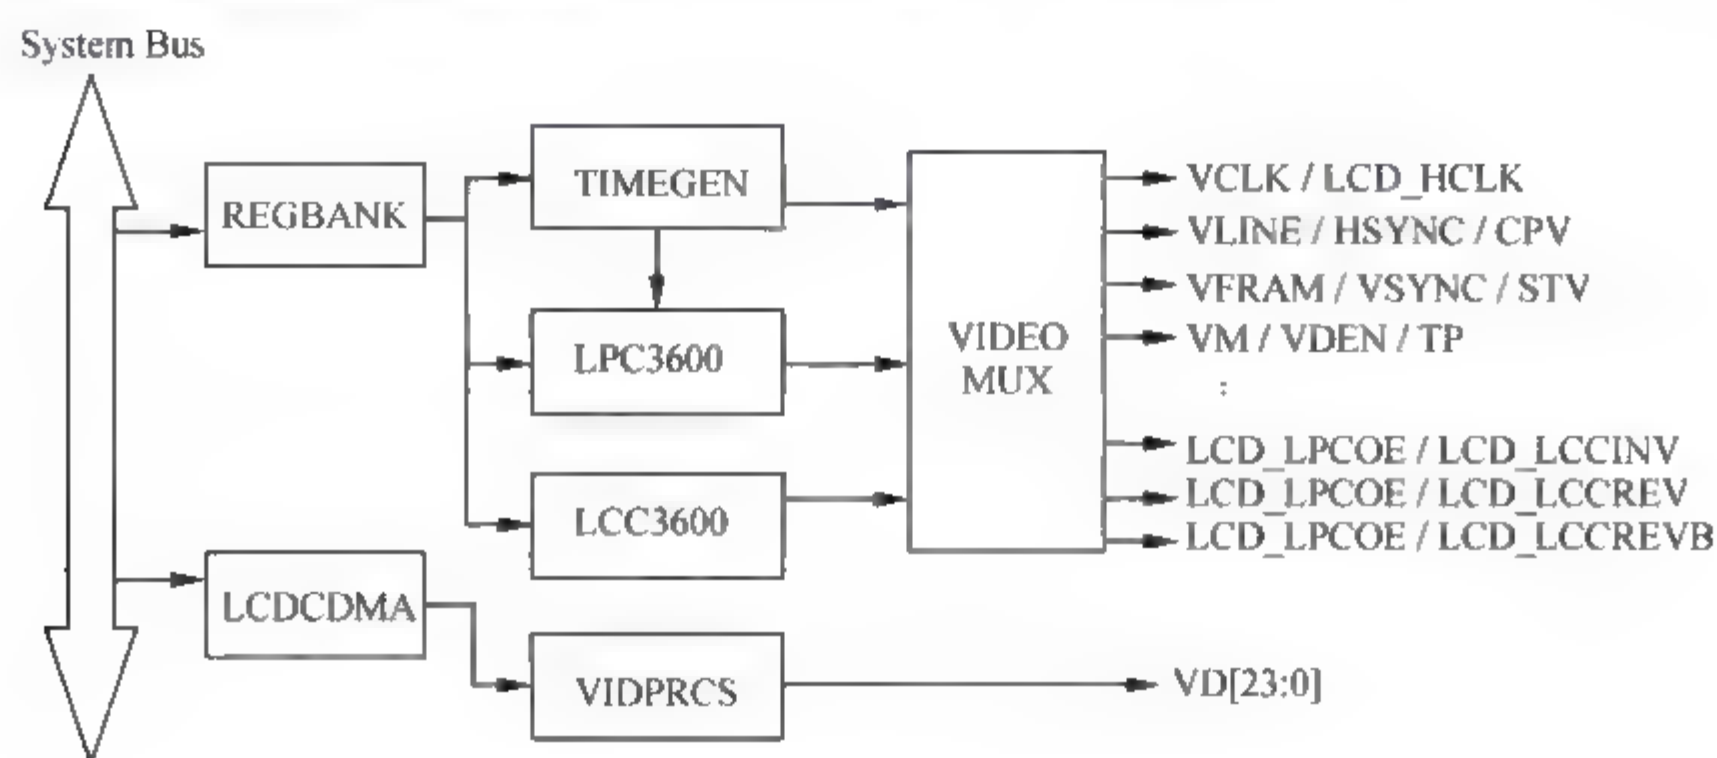 System Bus
REGBANK
TIMEGEN
LPC3600
LCC3600
LCDCDMA
VIDPRCS
VIDEO
MUX
VCLK / LCD_HCLK
VLINE / HSYNC / CPV
VFRAM / VSYNC / STV
VM / VDEN / TP
:
LCD_LPCOE / LCD_LCCINV
LCD_LPCOE / LCD_LCCREV
LCD_LPCOE / LCD_LCCREVB
VD[23:0]